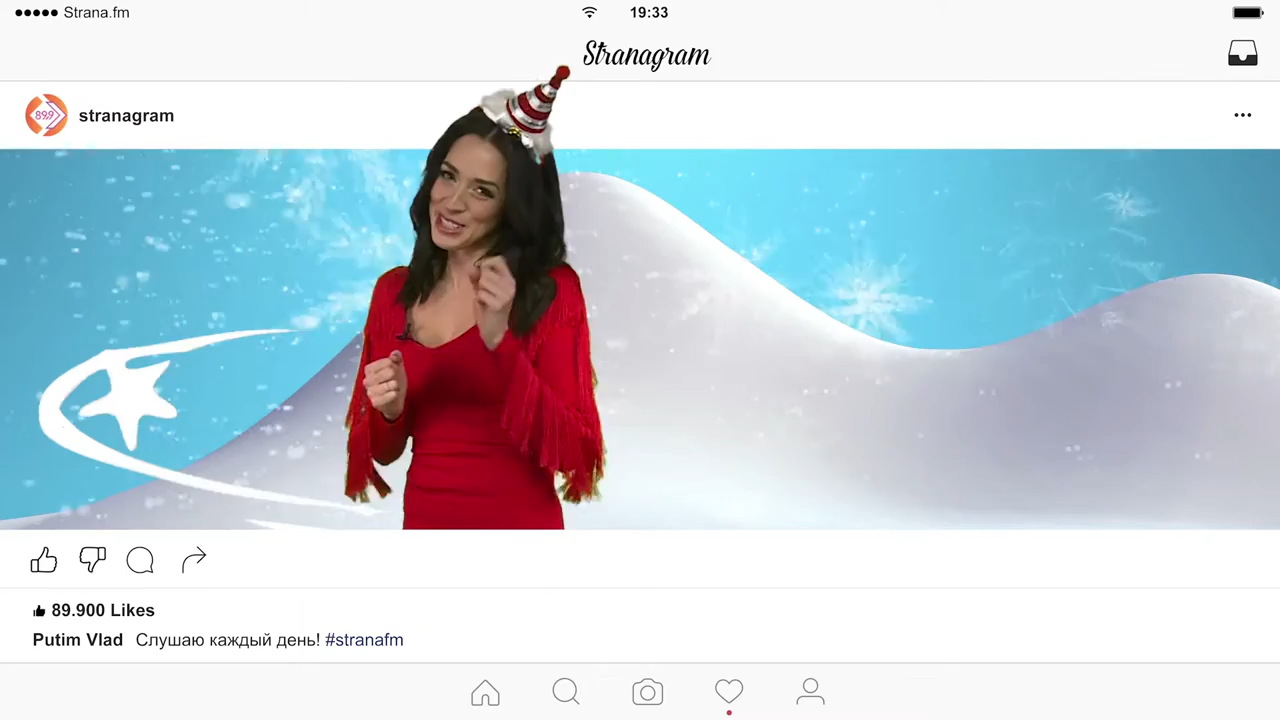 Strana.fm
19:33
Stranagram
89.9
stranagram
89.900 Likes
Putim Vlad Слушаю каждый день! #stranafm